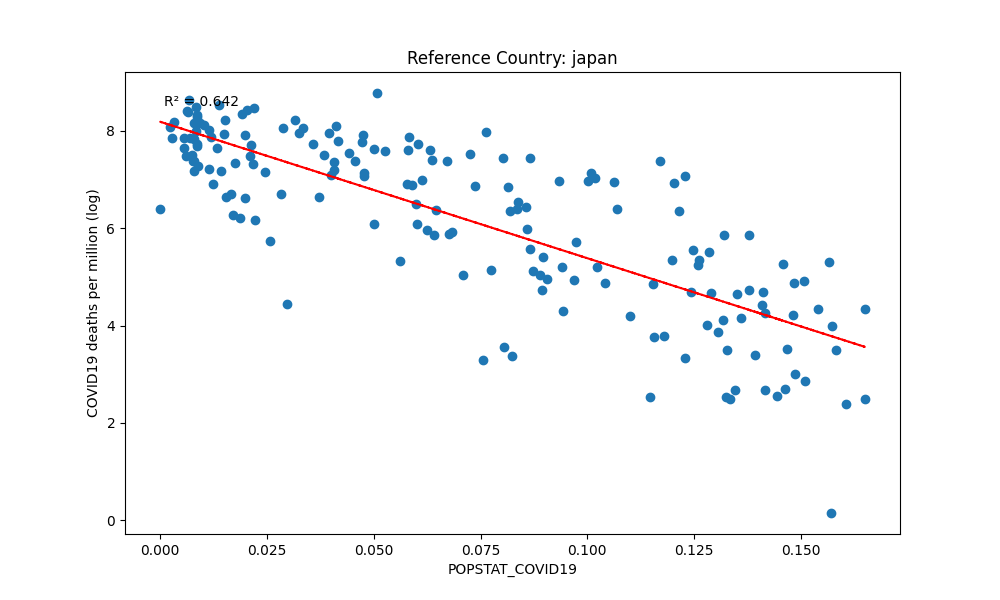 Reference Country: japan
R² = 0.642
COVID19 deaths per million (log)
8
6
4
2
0
0.000 0.025 0.050 0.075 0.100 0.125 0.150
POPSTAT_COVID19